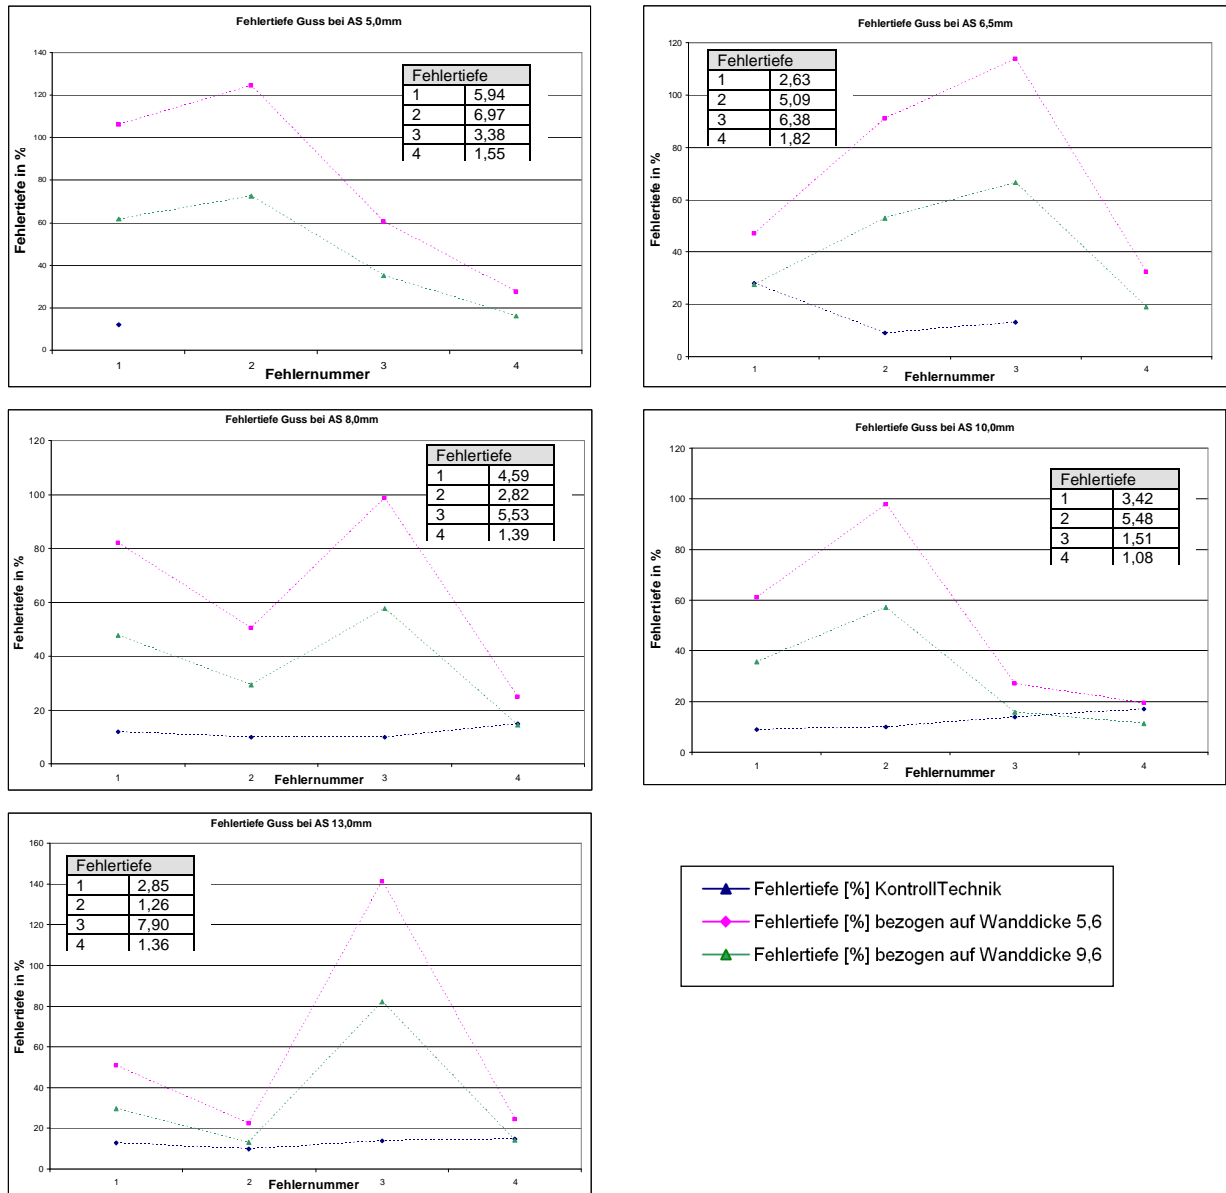 Fehlertiefe Guss bei AS 5,0mm
140
120
100
80
60
40
20
0
Fehlertiefe in %
Fehlertiefe
1 5,94
2 6,97
3 3,38
4 1,55
1 2 3 4
Fehlernummer
Fehlertiefe Guss bei AS 6,5mm
120
100
80
60
40
20
0
Fehlertiefe in %
Fehlertiefe
1 2,63
2 5,09
3 6,38
4 1,82
1 2 3 4
Fehlernummer
Fehlertiefe Guss bei AS 8,0mm
120
100
80
60
40
20
0
Fehlertiefe in %
Fehlertiefe
1 4,59
2 2,82
3 5,53
4 1,39
1 2 3 4
Fehlernummer
Fehlertiefe Guss bei AS 10,0mm
120
100
80
60
40
20
0
Fehlertiefe in %
Fehlertiefe
1 3,42
2 5,48
3 1,51
4 1,08
1 2 3 4
Fehlernummer
Fehlertiefe Guss bei AS 13,0mm
160
140
120
100
80
60
40
20
0
Fehlertiefe in %
Fehlertiefe
1 2,85
2 1,26
3 7,90
4 1,36
1 2 3 4
Fehlernummer
Fehlertiefe [%] KontrollTechnik
Fehlertiefe [%] bezogen auf Wanddicke 5,6
Fehlertiefe [%] bezogen auf Wanddicke 9,6